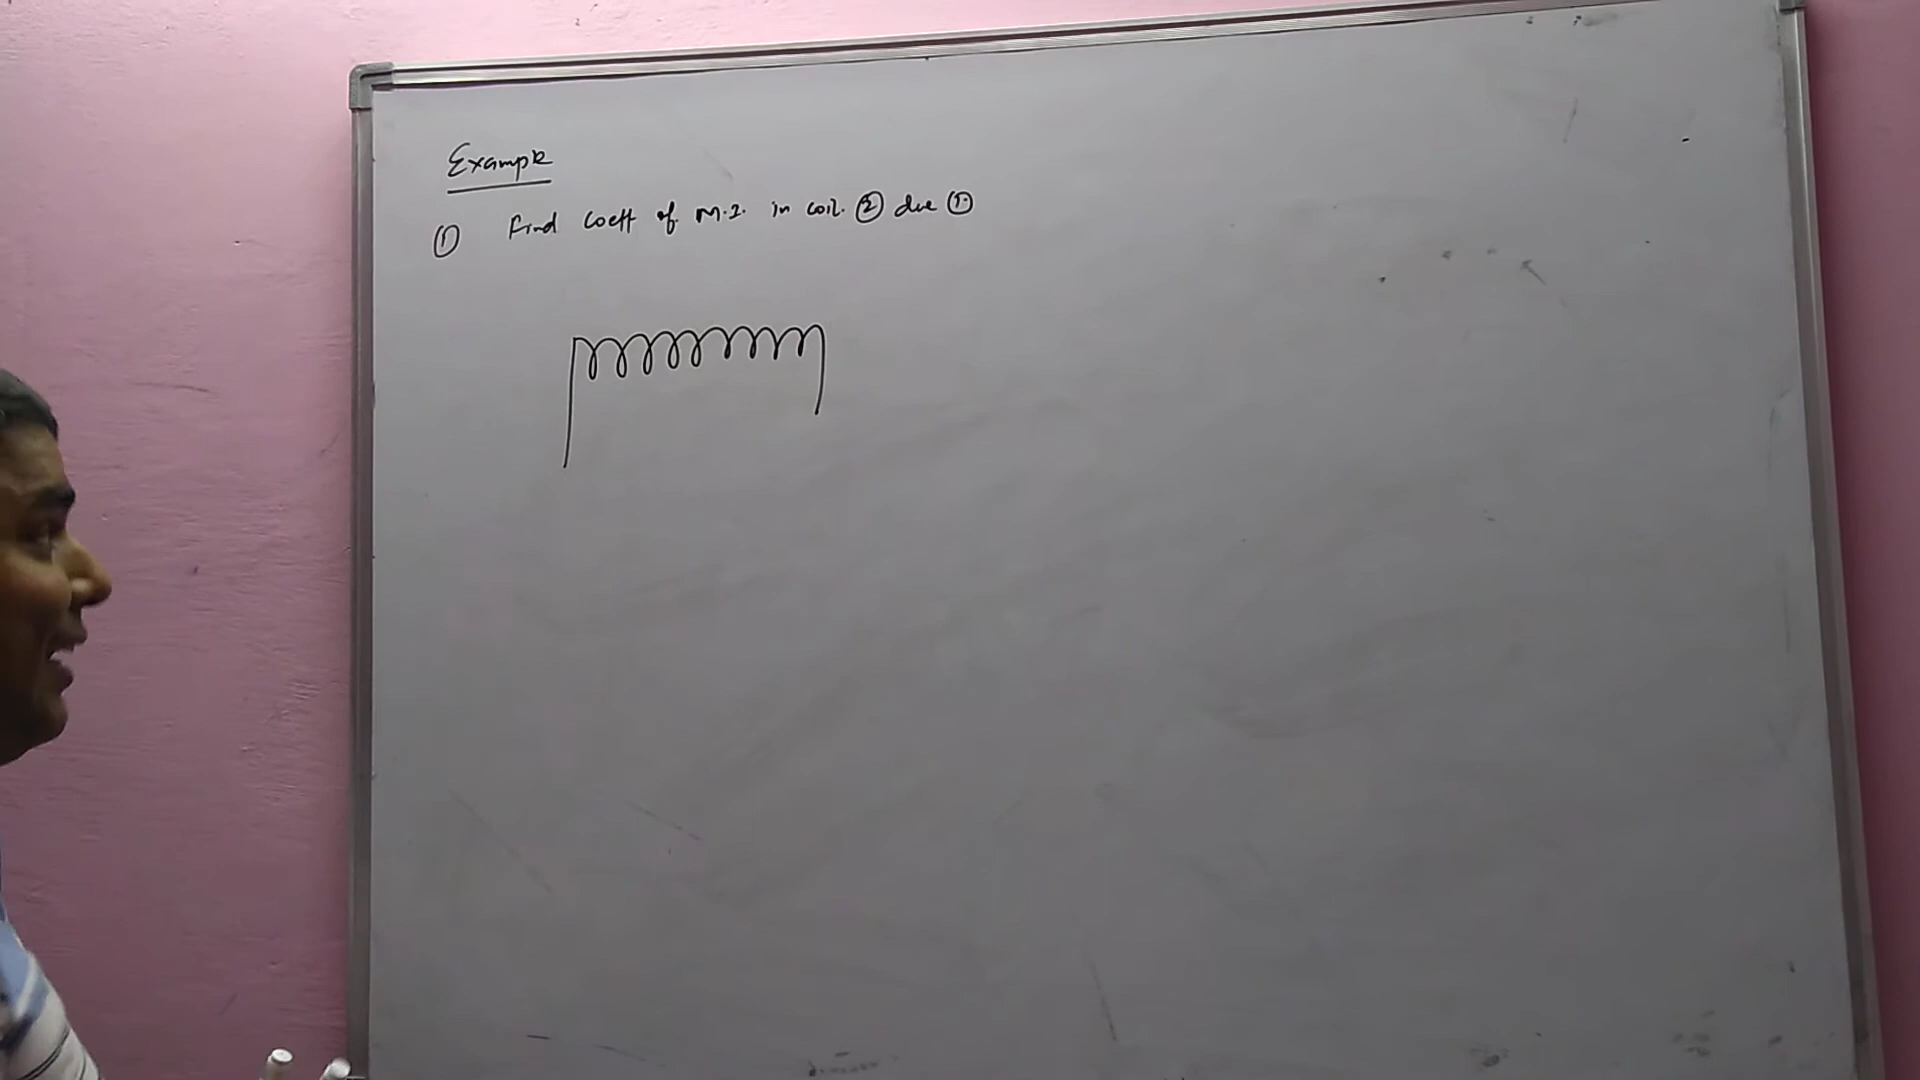 Example
① Find coeff of M.I. in coil ② due ①